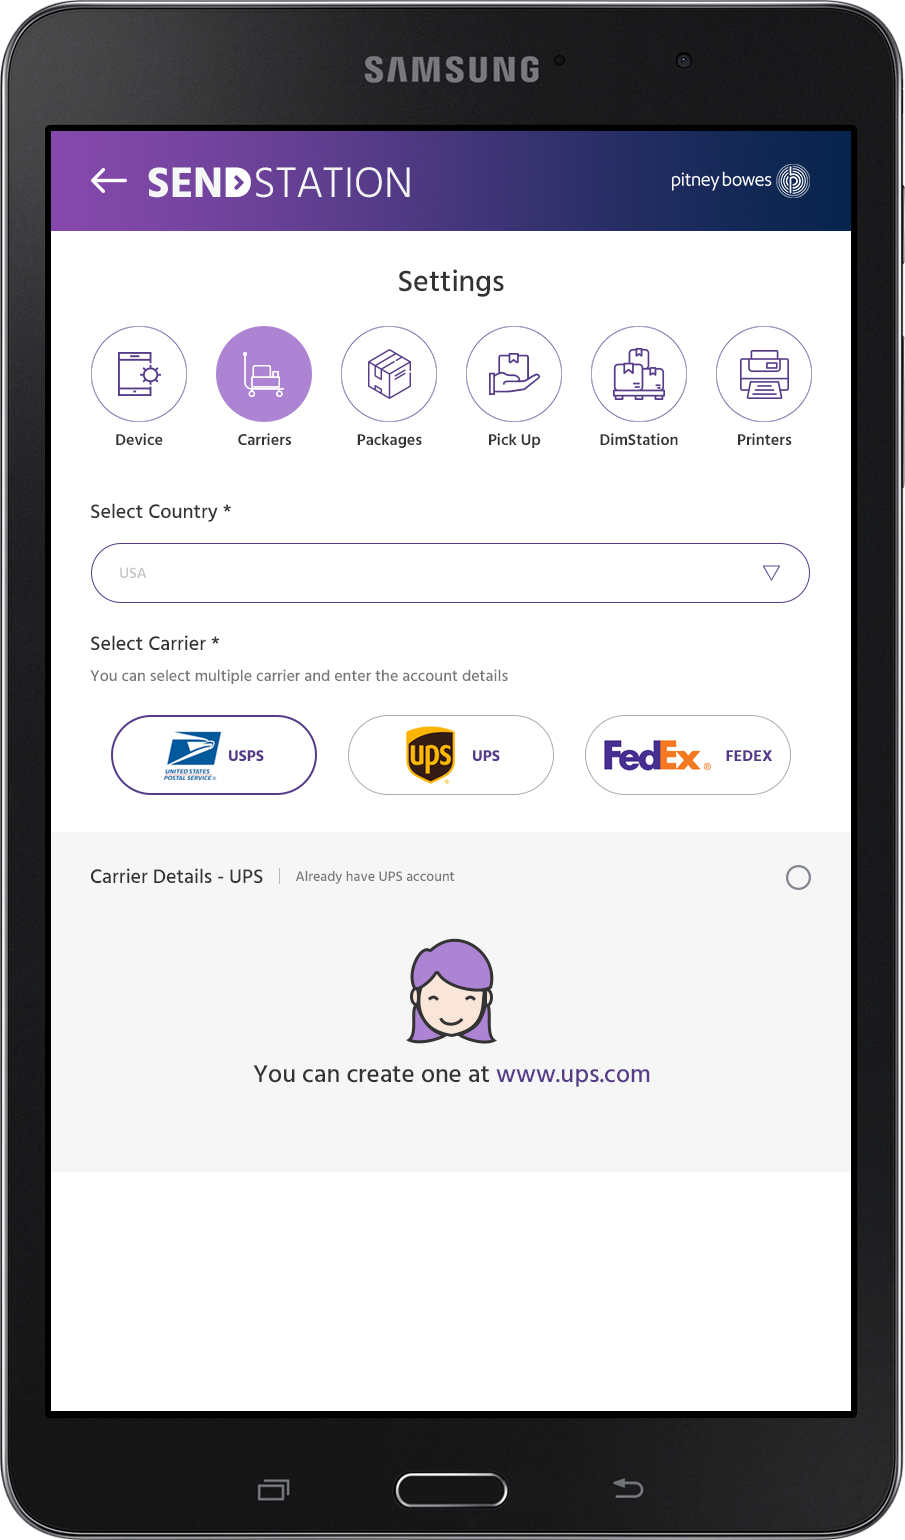 SAMSUNG
SENDSTATION
pitney bowes
Settings
Device
Carriers
Packages
Pick Up
DimStation
Printers
Select Country *
USA
Select Carrier *
You can select multiple carrier and enter the account details
UNITED STATES
POSTAL SERVICE®
USPS
ups
UPS
FedEx®
FEDEX
Carrier Details - UPS
Already have UPS account
You can create one at www.ups.com